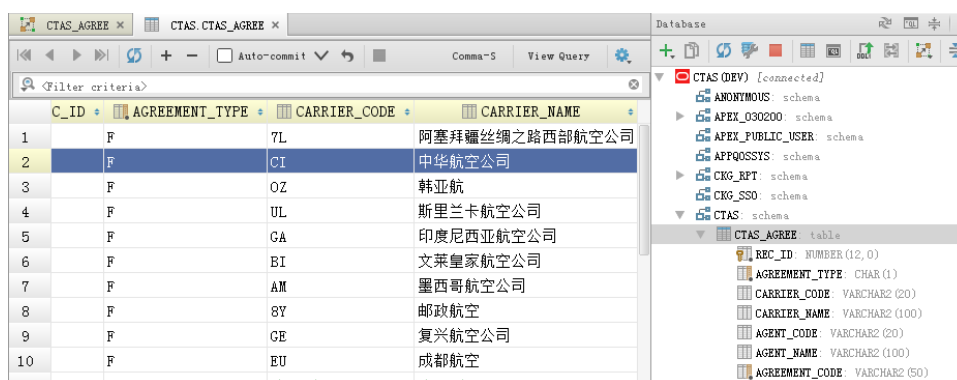 CTAS_AGREE × CTAS.CTAS_AGREE ×
Auto-commit Comma-S View Query
<Filter criteria>
C_ID AGREEMENT_TYPE CARRIER_CODE CARRIER_NAME
1 F 7L 阿塞拜疆丝绸之路西部航空公司
2 F CI 中华航空公司
3 F OZ 韩亚航
4 F UL 斯里兰卡航空公司
5 F GA 印度尼西亚航空公司
6 F BI 文莱皇家航空公司
7 F AM 墨西哥航空公司
8 F 8Y 邮政航空
9 F GE 复兴航空公司
10 F EU 成都航空
Database
CTAS(DEV) [connected]
ANONYMOUS: schema
APEX_030200: schema
APEX_PUBLIC_USER: schema
APPQOSSYS: schema
CKG_RPT: schema
CKG_SSO: schema
CTAS: schema
CTAS_AGREE: table
REC_ID: NUMBER(12,0)
AGREEMENT_TYPE: CHAR(1)
CARRIER_CODE: VARCHAR2(20)
CARRIER_NAME: VARCHAR2(100)
AGENT_CODE: VARCHAR2(20)
AGENT_NAME: VARCHAR2(100)
AGREEMENT_CODE: VARCHAR2(50)